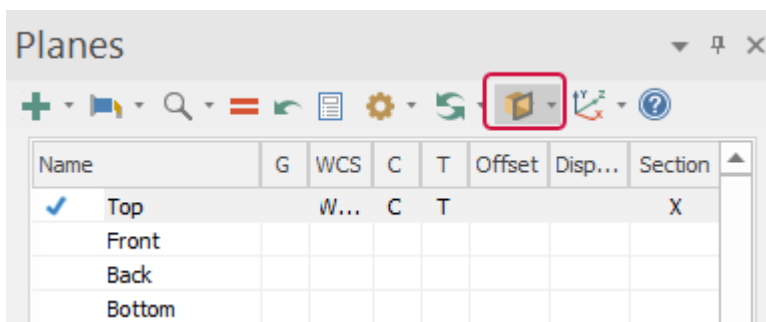 Planes
Y Z
X
?
Name G WCS C T Offset Disp... Section
Top W... C T X
Front
Back
Bottom